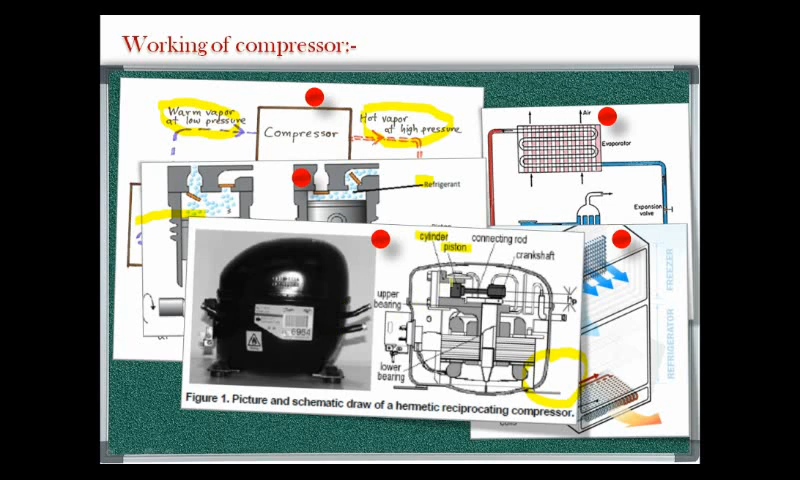 Working of compressor:-
Warm vapor
at low pressure
Compressor
Hot vapor
at high pressure
Air
Evaporator
Expansion
valve
Refrigerant
cylinder
piston
connecting rod
crankshaft
upper
bearing
lower
bearing
6984
FREEZER
REFRIGERATOR
Figure 1. Picture and schematic draw of a hermetic reciprocating compressor.